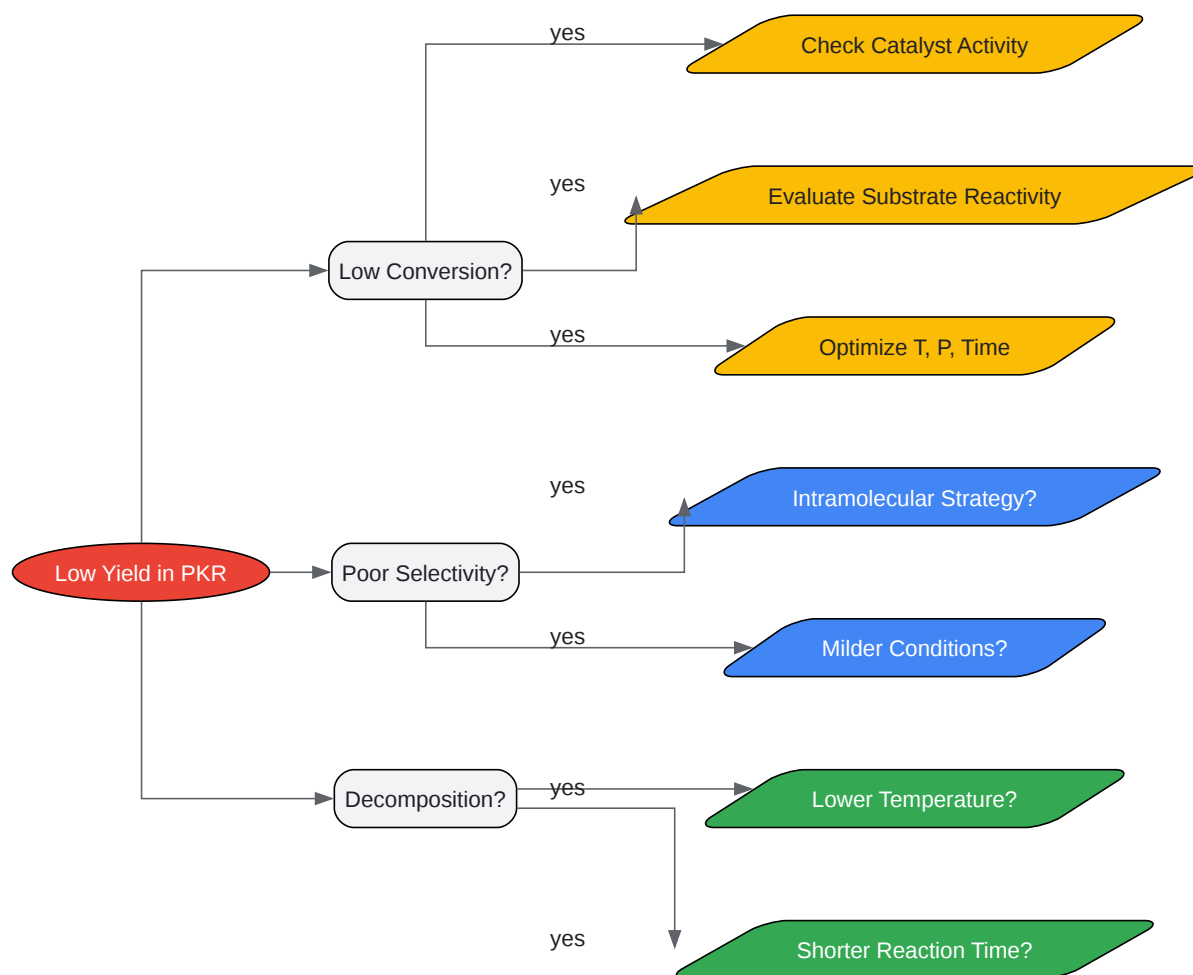 yes
Check Catalyst Activity
yes
Evaluate Substrate Reactivity
Low Conversion?
yes
Optimize T, P, Time
yes
Intramolecular Strategy?
Low Yield in PKR
Poor Selectivity?
yes
Milder Conditions?
Decomposition?
yes
Lower Temperature?
yes
Shorter Reaction Time?